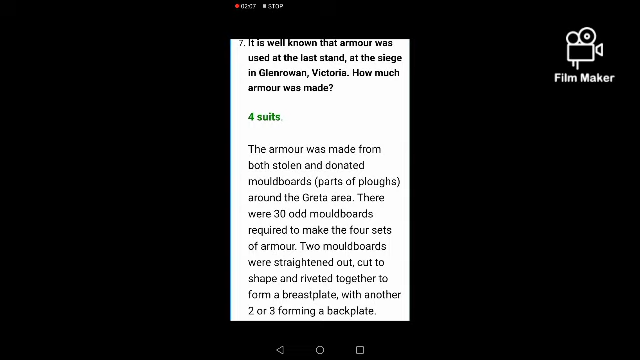 02:07 STOP
7. It is well known that armour was
used at the last stand, at the siege
in Glenrowan, Victoria. How much
armour was made?
4 suits.
The armour was made from
both stolen and donated
mouldboards (parts of ploughs)
around the Greta area. There
were 30 odd mouldboards
required to make the four sets
of armour. Two mouldboards
were straightened out, cut to
shape and riveted together to
form a breastplate, with another
2 or 3 forming a backplate.
Film Maker